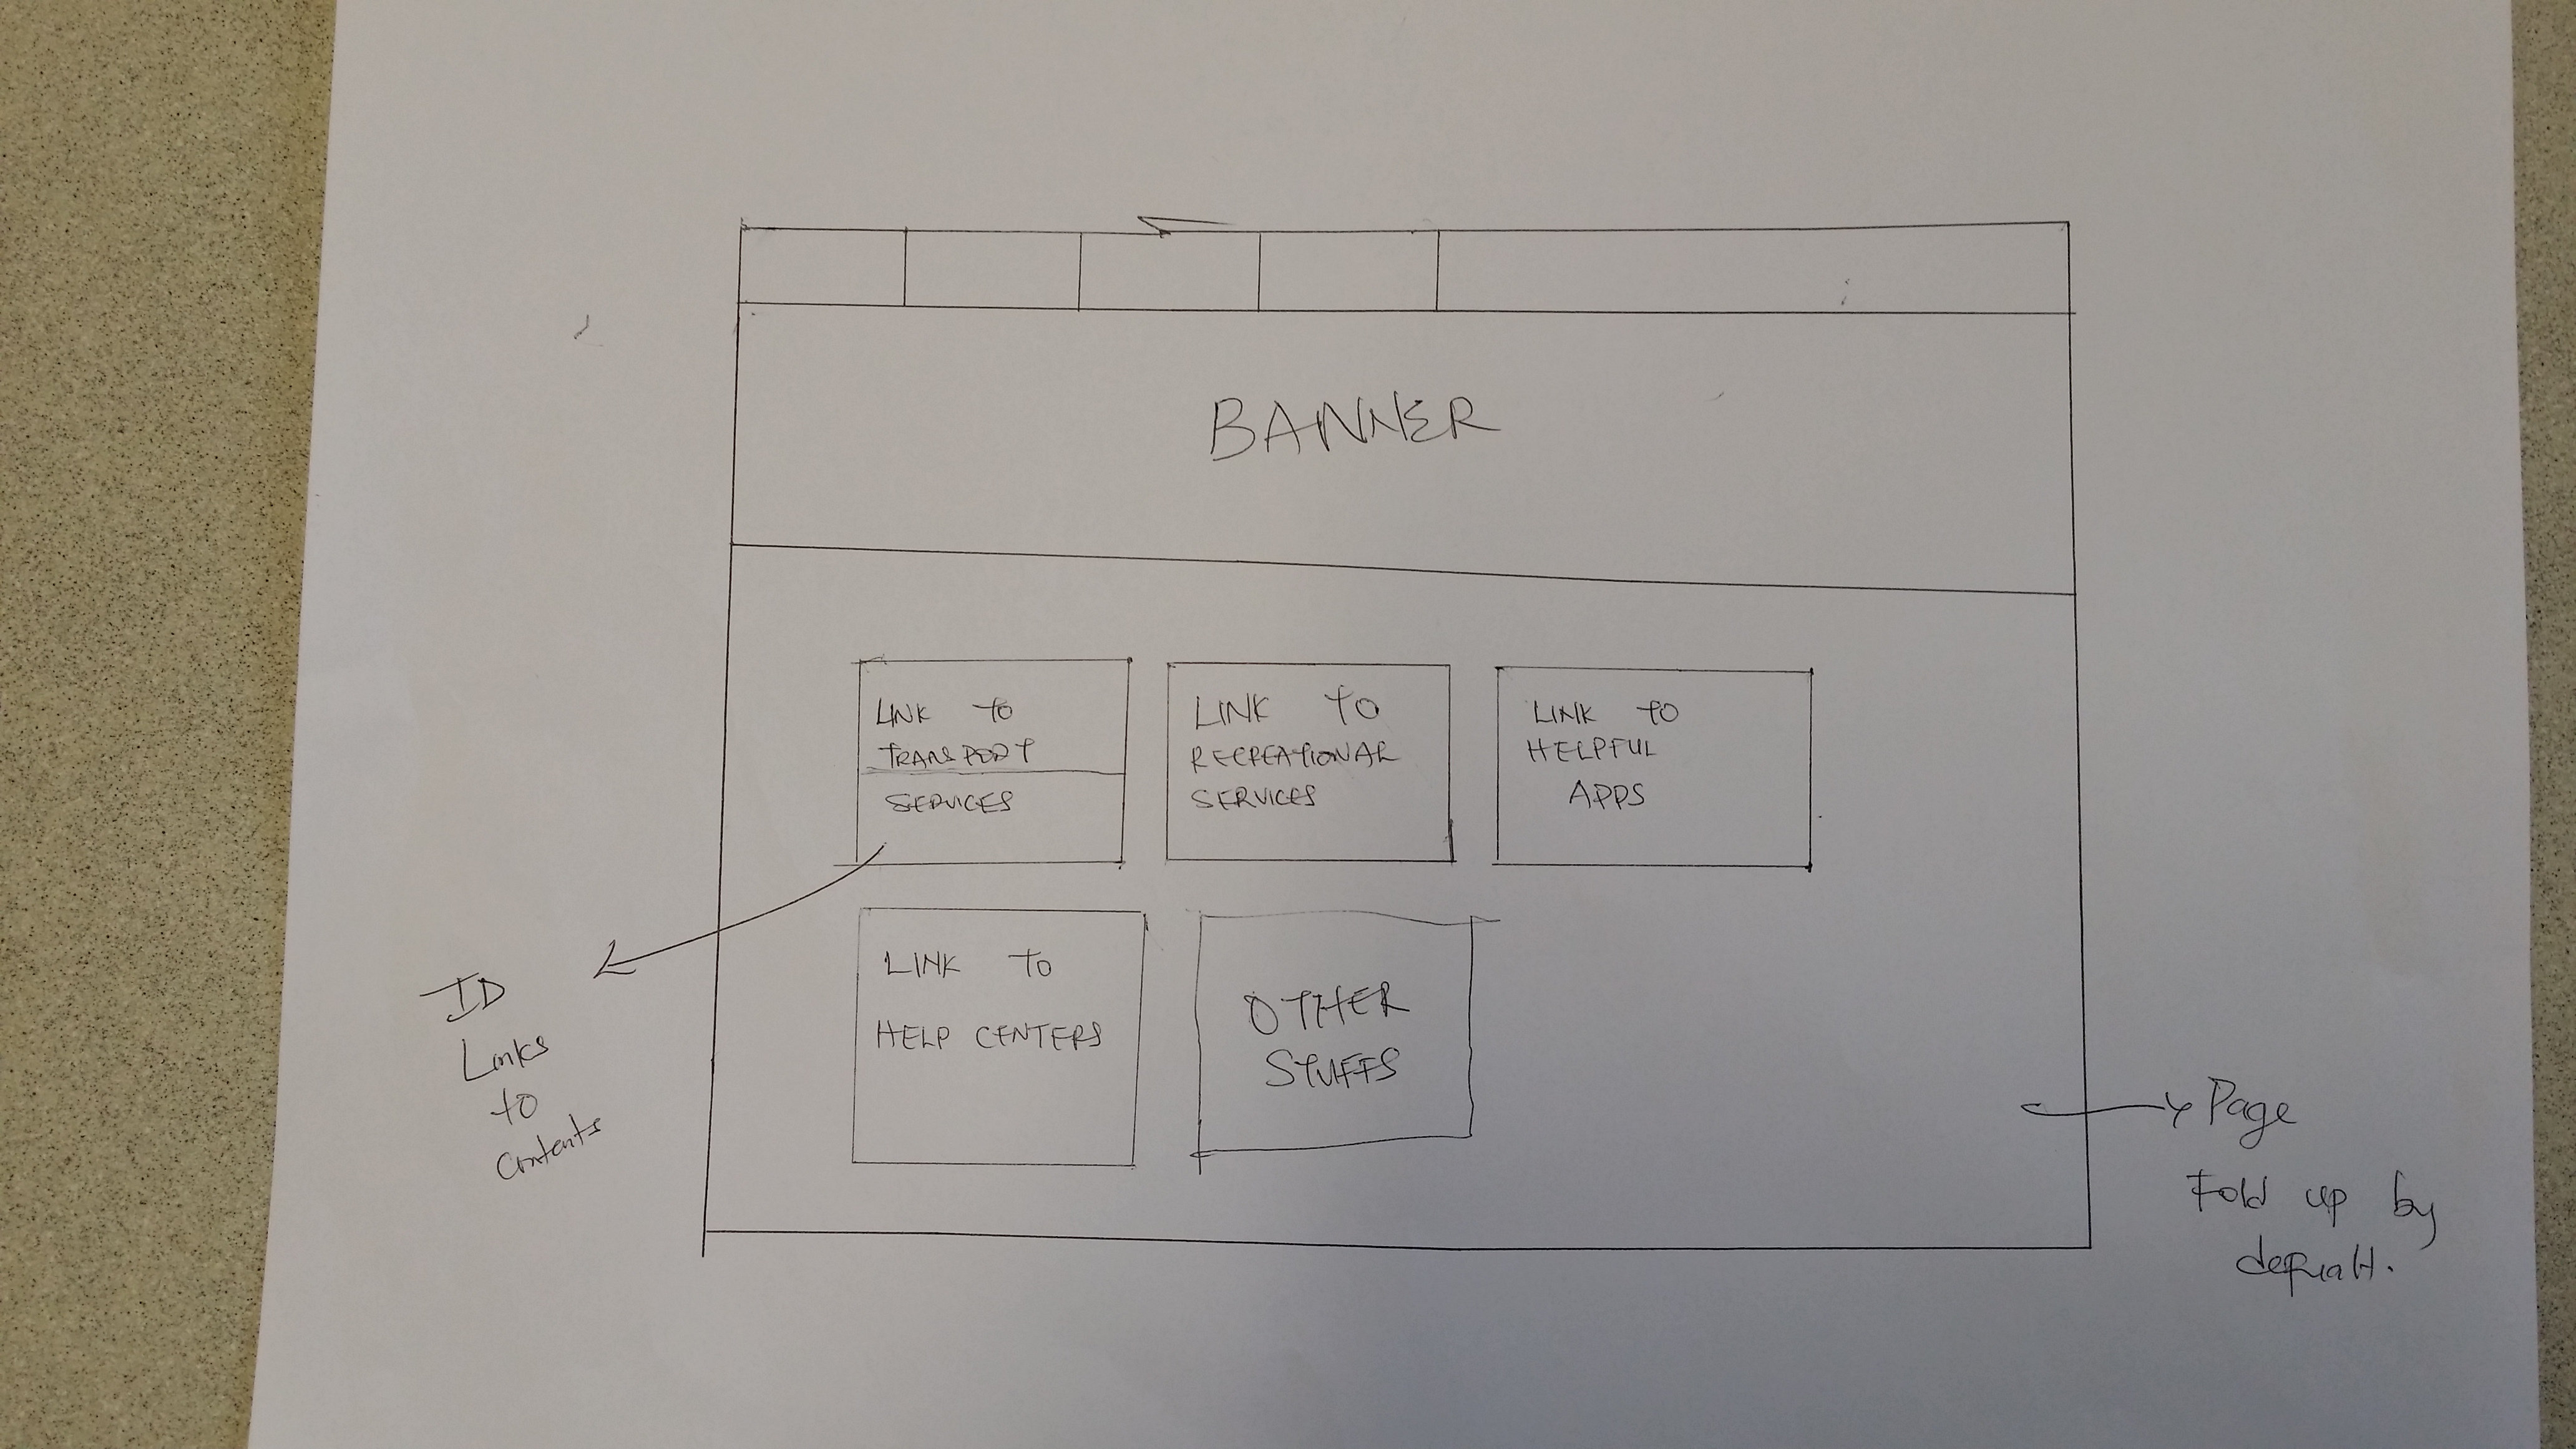 BANNER
LINK TO
TRANSPORT
SERVICES
LINK TO
RECREATIONAL
SERVICES
LINK TO
HELPFUL
APPS
LINK TO
HELP CENTERS
OTHER
STUFFS
ID
Links
to
contents
Page
Fold up by
default.